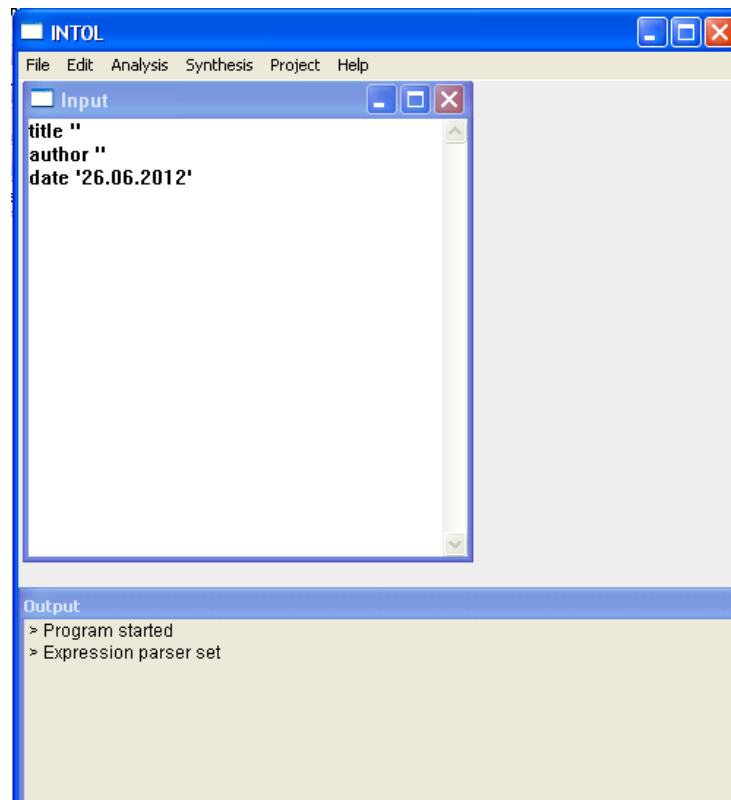 INTOL
File Edit Analysis Synthesis Project Help
Input
title ''
author ''
date '26.06.2012'
Output
> Program started
> Expression parser set